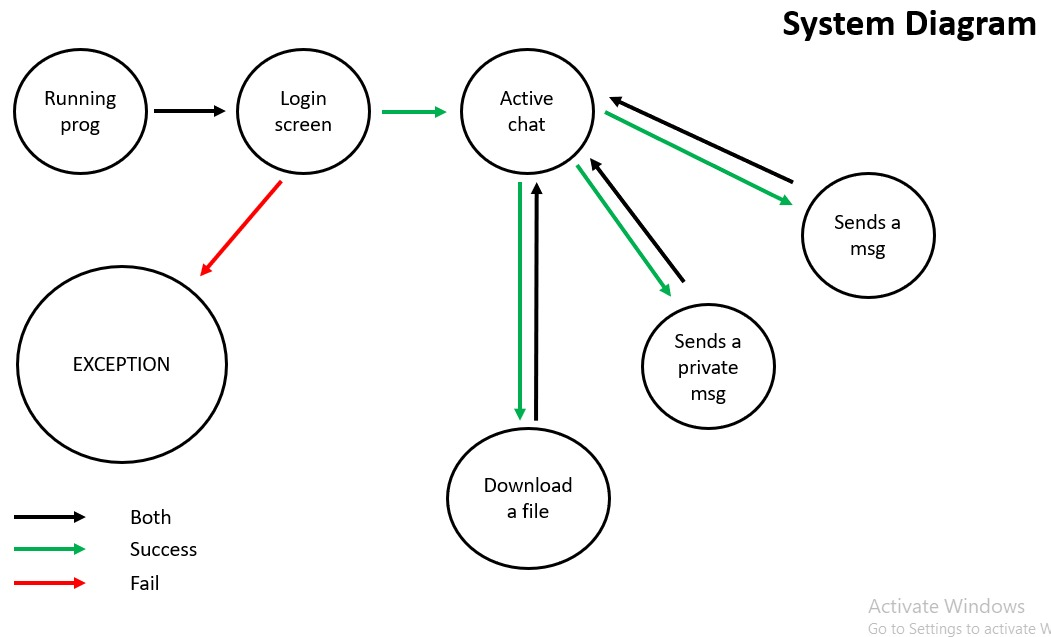 System Diagram
Running
prog
Login
screen
Active
chat
Sends a
msg
Sends a
private
msg
EXCEPTION
Download
a file
Both
Success
Fail
Activate Windows
Go to Settings to activate W